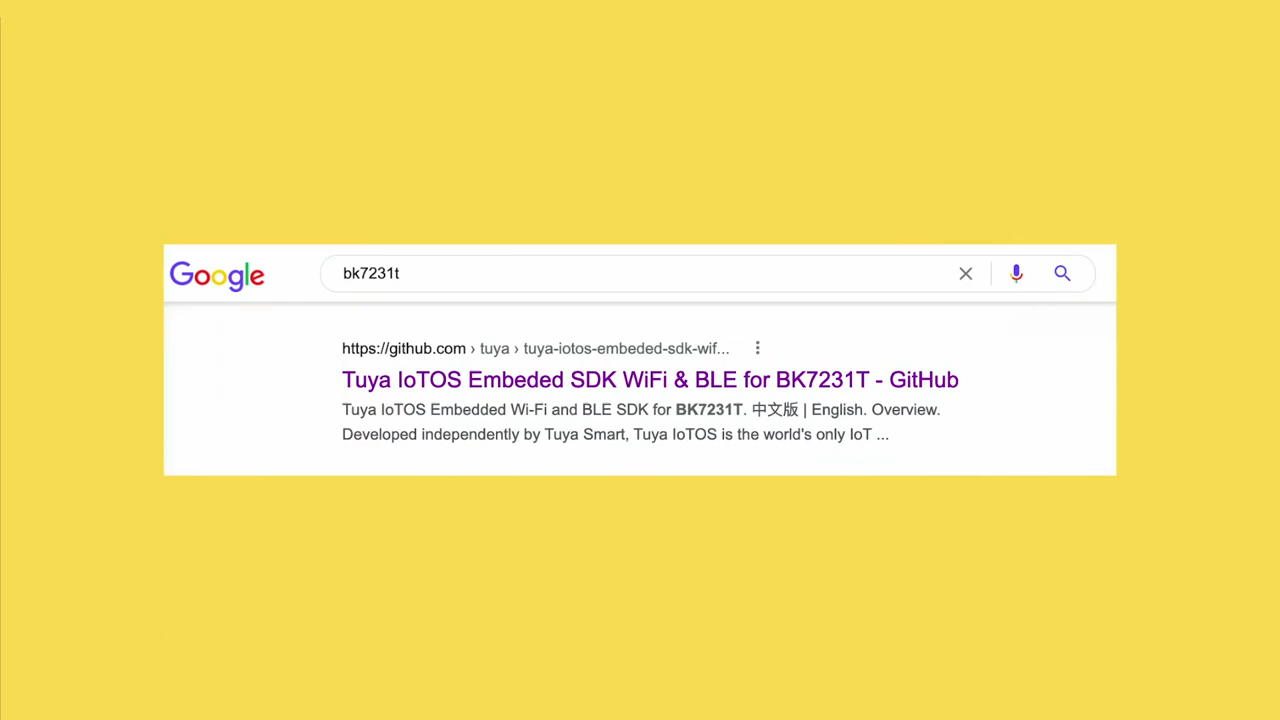 Google
bk7231t
https://github.com › tuya › tuya-iotos-embeded-sdk-wif...
Tuya IoTOS Embeded SDK WiFi & BLE for BK7231T - GitHub
Tuya IoTOS Embedded Wi-Fi and BLE SDK for BK7231T. 中文版 | English. Overview.
Developed independently by Tuya Smart, Tuya IoTOS is the world's only IoT ...